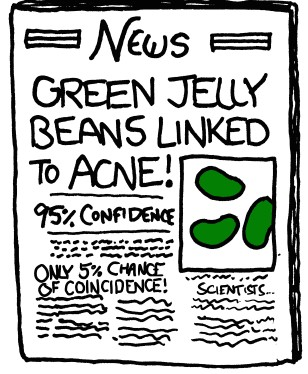 NEWS
GREEN JELLY
BEANS LINKED
TO ACNE!
95% CONFIDENCE
ONLY 5% CHANCE
OF COINCIDENCE!
SCIENTISTS...